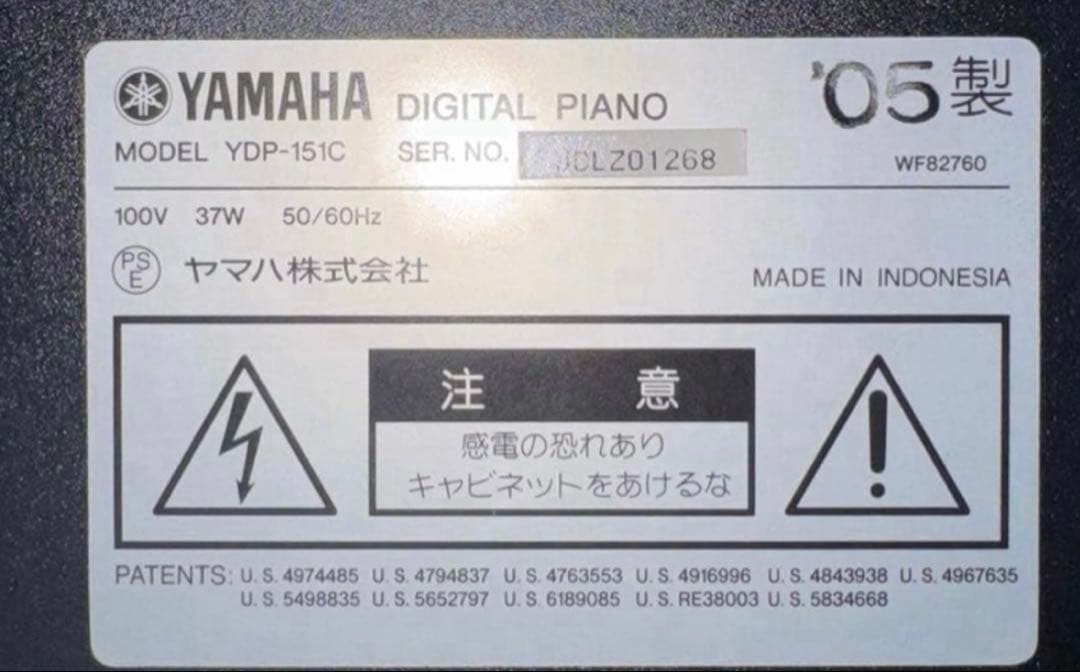 YAMAHA DIGITAL PIANO '05製
MODEL YDP-151C SER. NO. JCLZ01268 WF82760
100V 37W 50/60Hz
PSE ヤマハ株式会社 MADE IN INDONESIA
注意
感電の恐れあり
キャビネットをあけるな
PATENTS: U.S. 4974485 U.S. 4794837 U.S. 4763553 U.S. 4916996 U.S. 4843938 U.S. 4967635
U.S. 5498835 U.S. 5652797 U.S. 6189085 U.S. RE38003 U.S. 5834668